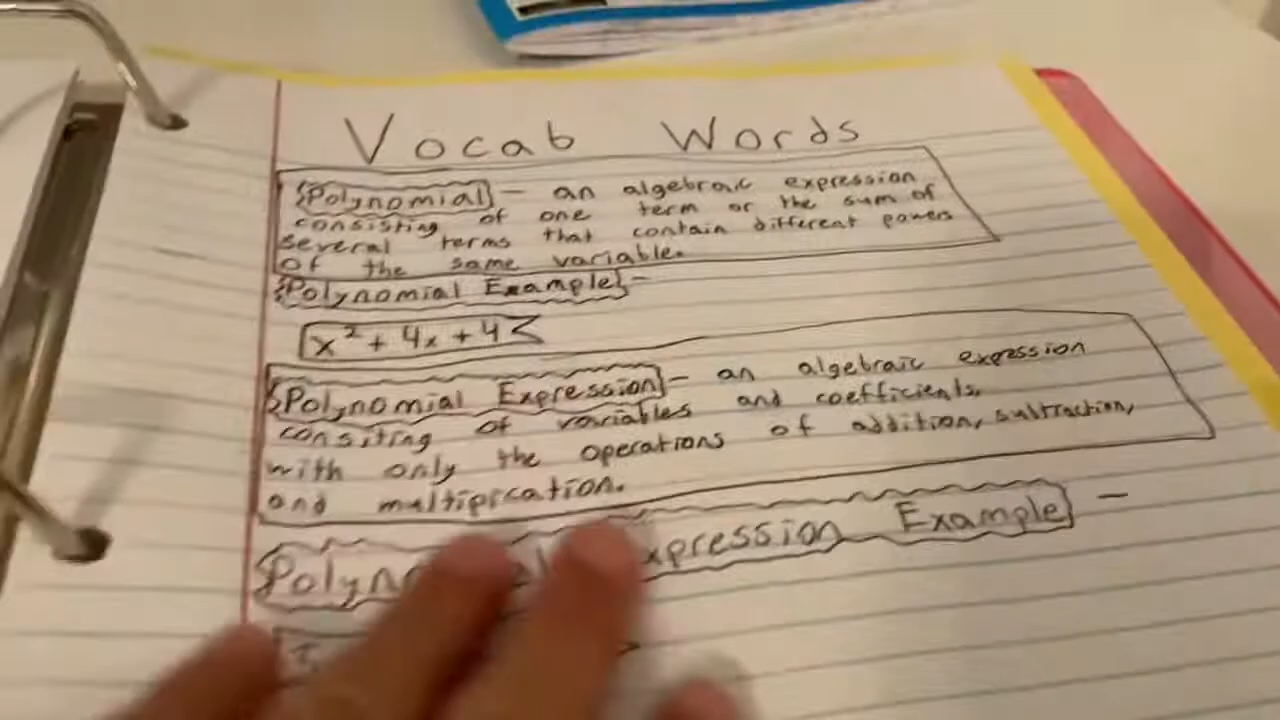 Vocab Words
Polynomial - an algebraic expression
consisting of one term or the sum of
several terms that contain different powers
of the same variable.
Polynomial Example -
x² + 4x + 4
Polynomial Expression - an algebraic expression
consiting of variables and coefficients,
with only the operations of addition, subtraction,
and multiplication.
Example -